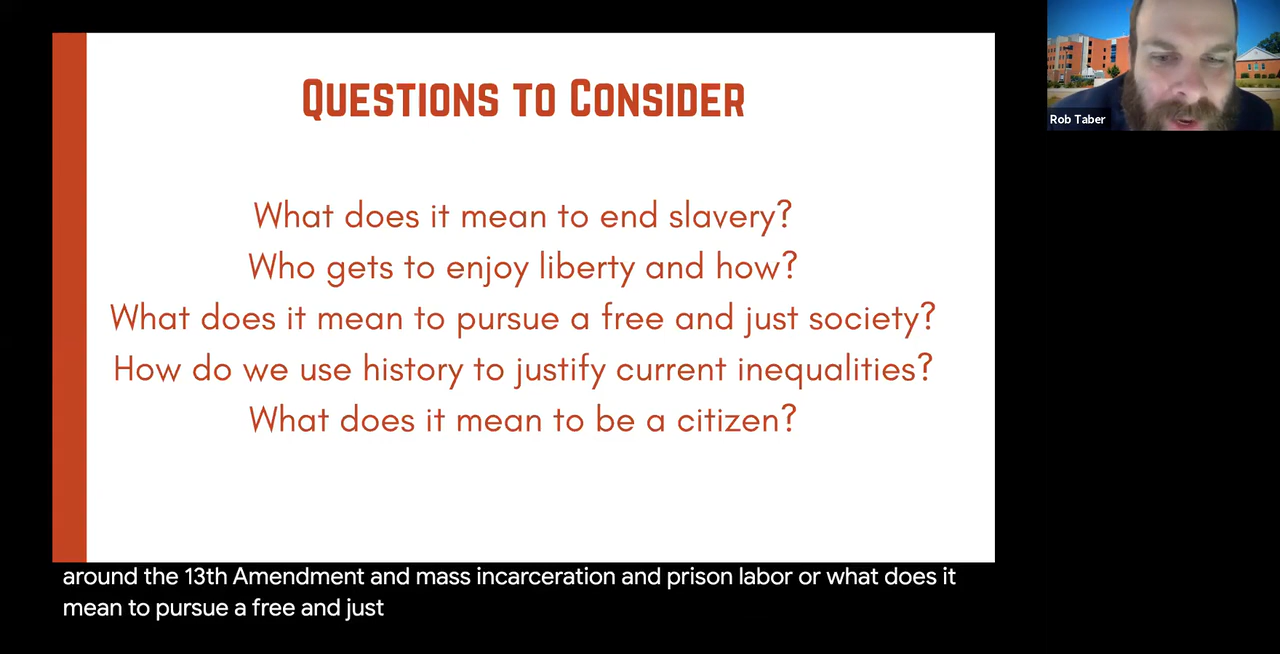 QUESTIONS TO CONSIDER
What does it mean to end slavery?
Who gets to enjoy liberty and how?
What does it mean to pursue a free and just society?
How do we use history to justify current inequalities?
What does it mean to be a citizen?
Rob Taber
around the 13th Amendment and mass incarceration and prison labor or what does it
mean to pursue a free and just